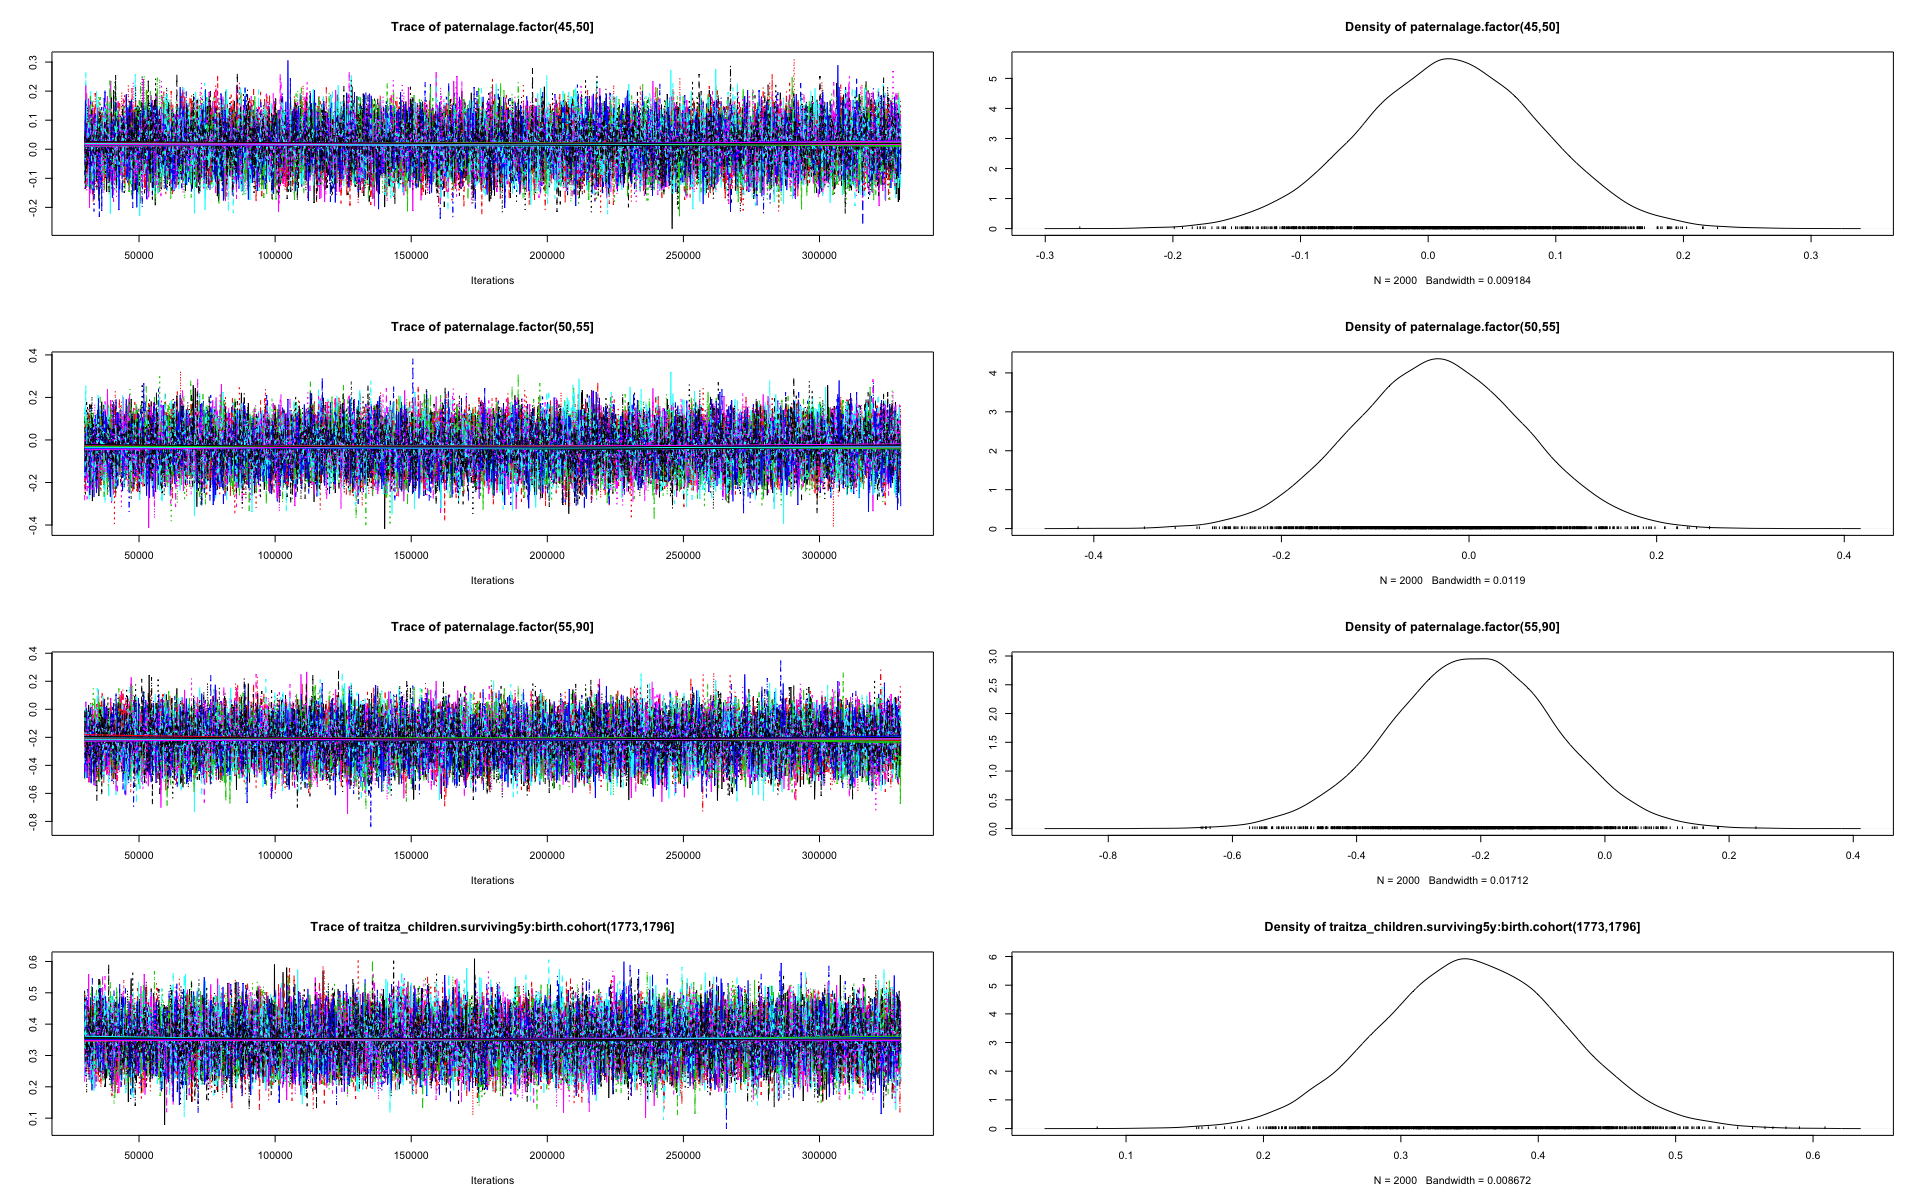 Trace of paternalage.factor(45,50]
0.3
0.2
0.1
0.0
-0.1
-0.2
50000 100000 150000 200000 250000 300000
Iterations
Density of paternalage.factor(45,50]
5
4
3
2
1
0
-0.3 -0.2 -0.1 0.0 0.1 0.2 0.3
N = 2000 Bandwidth = 0.009184
Trace of paternalage.factor(50,55]
0.4
0.2
0.0
-0.2
-0.4
50000 100000 150000 200000 250000 300000
Iterations
Density of paternalage.factor(50,55]
4
3
2
1
0
-0.4 -0.2 0.0 0.2 0.4
N = 2000 Bandwidth = 0.0119
Trace of paternalage.factor(55,90]
0.4
0.2
0.0
-0.2
-0.4
-0.6
-0.8
50000 100000 150000 200000 250000 300000
Iterations
Density of paternalage.factor(55,90]
3.0
2.5
2.0
1.5
1.0
0.5
0.0
-0.8 -0.6 -0.4 -0.2 0.0 0.2 0.4
N = 2000 Bandwidth = 0.01712
Trace of traitza_children.surviving5y:birth.cohort(1773,1796]
0.6
0.5
0.4
0.3
0.2
0.1
50000 100000 150000 200000 250000 300000
Iterations
Density of traitza_children.surviving5y:birth.cohort(1773,1796]
6
5
4
3
2
1
0
0.1 0.2 0.3 0.4 0.5 0.6
N = 2000 Bandwidth = 0.008672